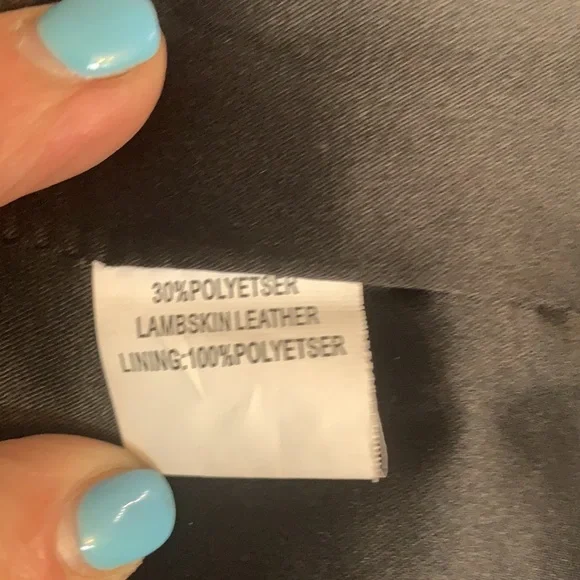 30%POLYETSER
LAMBSKIN LEATHER
LINING:100%POLYETSER